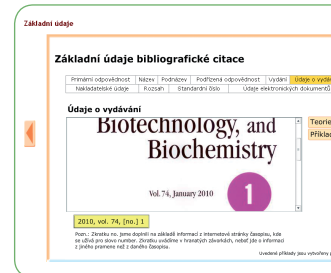 Základní údaje
Základní údaje bibliografické citace
Primární odpovědnost Název Podnázev Podřízená odpovědnost Vydání Údaje o vydá
Nakladatelské údaje Rozsah Standardní číslo Údaje elektronických dokumentů
Údaje o vydávání
Teorie
Příklad
Biotechnology, and
Biochemistry
Vol. 74, January 2010
1
2010, vol. 74, [no.] 1
Pozn.: Zkratku no. jsme doplnili na základě informací z internetové stránky časopisu, kde
se užívá pro slovo number. Zkratku uvádíme v hranatých závorkách, neboť jde o informaci
z jiného pramene než z daného časopisu.
Uvedené příklady jsou vytvořeny